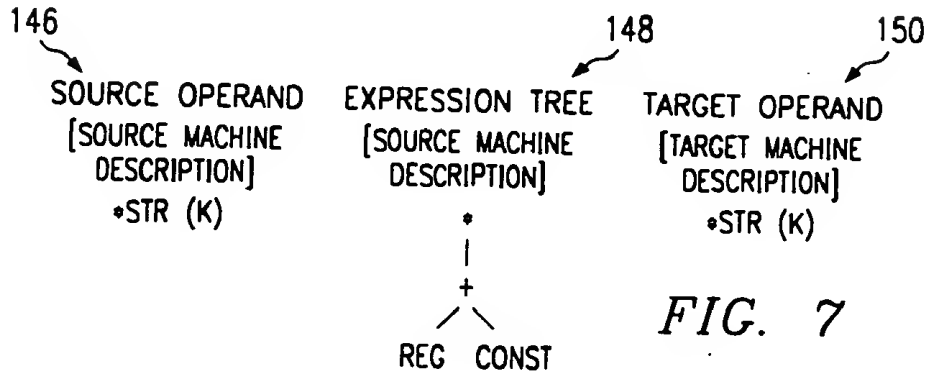 146
148
150
SOURCE OPERAND
[SOURCE MACHINE
DESCRIPTION]
*STR (K)
EXPRESSION TREE
[SOURCE MACHINE
DESCRIPTION]
*
+
REG CONST
TARGET OPERAND
[TARGET MACHINE
DESCRIPTION]
*STR (K)
FIG. 7